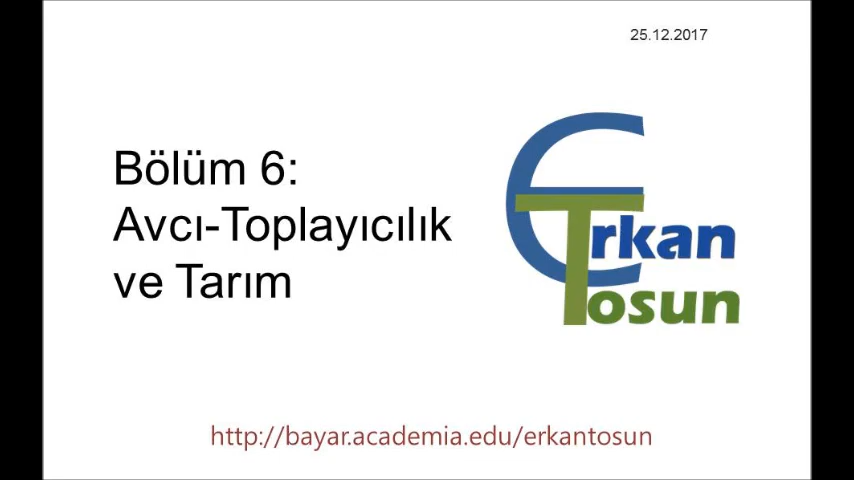 25.12.2017
Bölüm 6:
Avcı-Toplayıcılık
ve Tarım
Erkan
Tosun
http://bayar.academia.edu/erkantosun